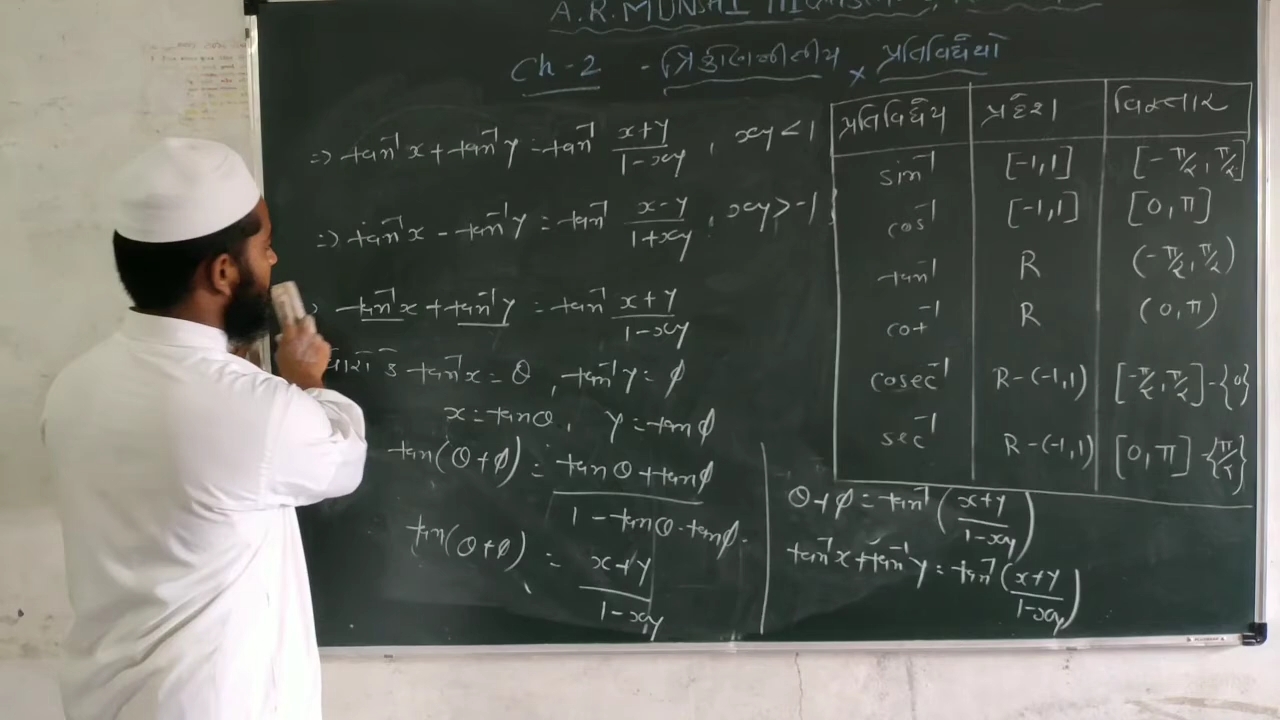 A.R.MUNSHI
Ch-2 - ત્રિકોણમિતીય પ્રતિવિધેયો
⇒ tan⁻¹x + tan⁻¹y = tan⁻¹ (x+y)/(1-xy) , xy < 1
⇒ tan⁻¹x - tan⁻¹y = tan⁻¹ (x-y)/(1+xy) , xy > -1
tan⁻¹x + tan⁻¹y = tan⁻¹ (x+y)/(1-xy)
tan⁻¹x = θ , tan⁻¹y = φ
x = tanθ , y = tanφ
tan(θ+φ) = (tanθ + tanφ)/(1 - tanθ·tanφ)
tan(θ+φ) = (x+y)/(1-xy)
પ્રતિવિધેય પ્રદેશ વિસ્તાર
sin⁻¹ [-1,1] [-π/2, π/2]
cos⁻¹ [-1,1] [0, π]
tan⁻¹ R (-π/2, π/2)
cot⁻¹ R (0, π)
cosec⁻¹ R-(-1,1) [-π/2, π/2]-{0}
sec⁻¹ R-(-1,1) [0, π]-{π/2}
θ+φ = tan⁻¹((x+y)/(1-xy))
tan⁻¹x + tan⁻¹y = tan⁻¹((x+y)/(1-xy))